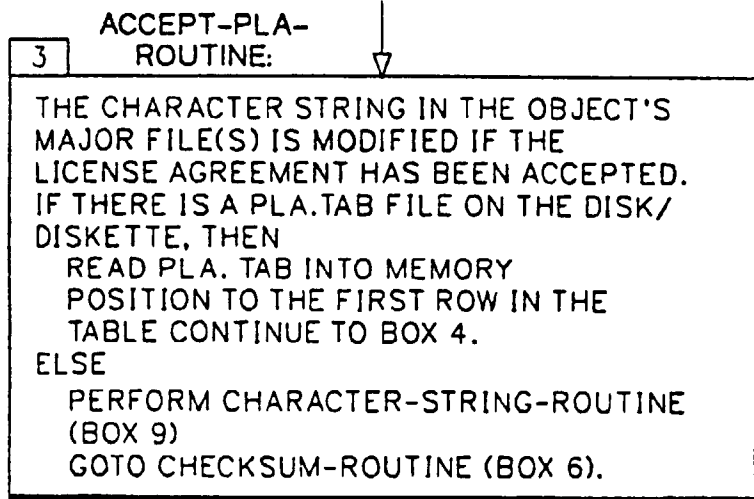 ACCEPT-PLA-
3 ROUTINE:
THE CHARACTER STRING IN THE OBJECT'S
MAJOR FILE(S) IS MODIFIED IF THE
LICENSE AGREEMENT HAS BEEN ACCEPTED.
IF THERE IS A PLA.TAB FILE ON THE DISK/
DISKETTE, THEN
READ PLA. TAB INTO MEMORY
POSITION TO THE FIRST ROW IN THE
TABLE CONTINUE TO BOX 4.
ELSE
PERFORM CHARACTER-STRING-ROUTINE
(BOX 9)
GOTO CHECKSUM-ROUTINE (BOX 6).